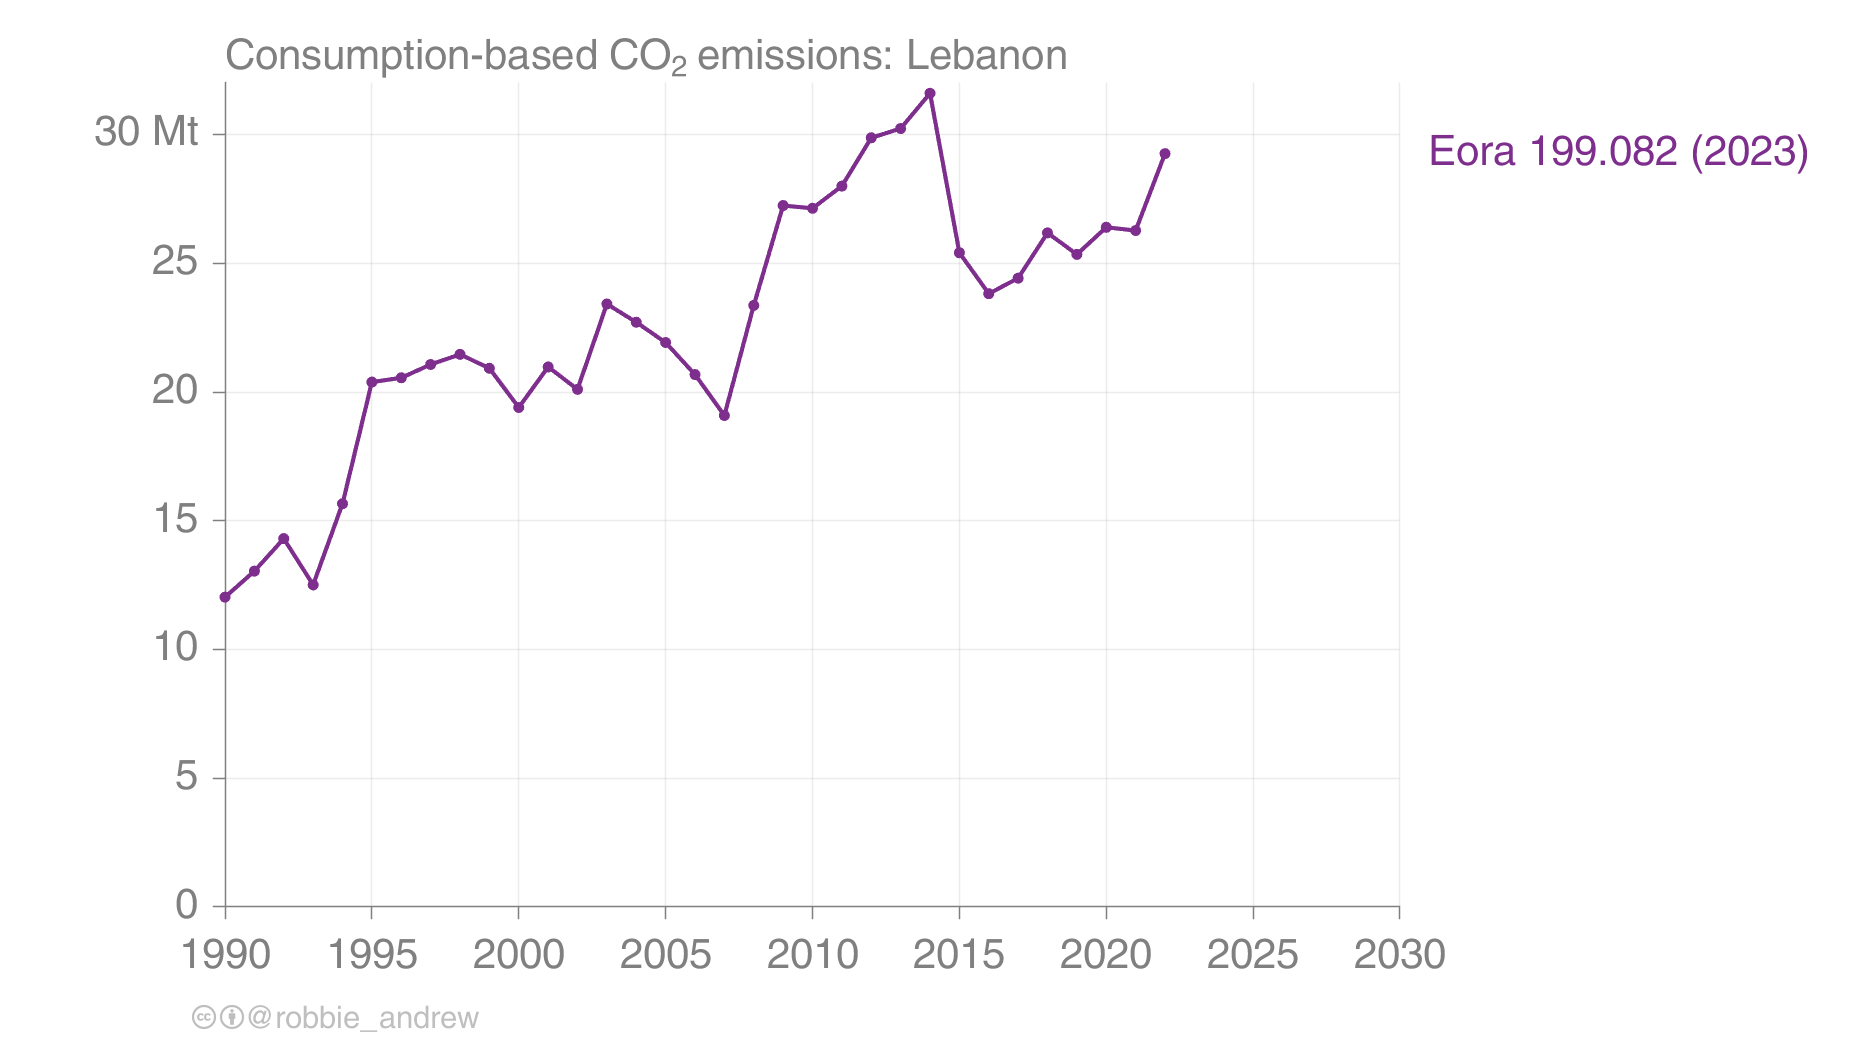 Consumption-based CO₂ emissions: Lebanon
30 Mt
25
20
15
10
5
0
1990 1995 2000 2005 2010 2015 2020 2025 2030
Eora 199.082 (2023)
cc @robbie_andrew